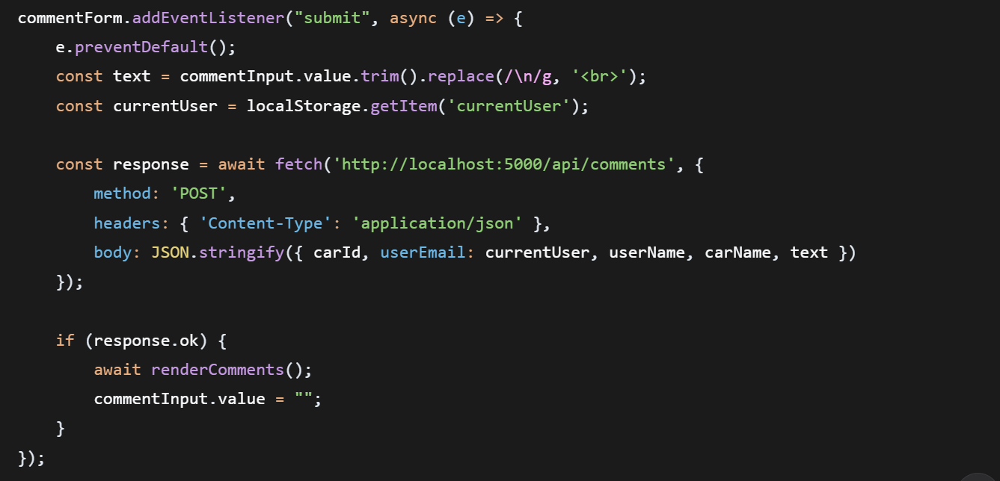 commentForm.addEventListener("submit", async (e) => {
    e.preventDefault();
    const text = commentInput.value.trim().replace(/\n/g, '<br>');
    const currentUser = localStorage.getItem('currentUser');

    const response = await fetch('http://localhost:5000/api/comments', {
        method: 'POST',
        headers: { 'Content-Type': 'application/json' },
        body: JSON.stringify({ carId, userEmail: currentUser, userName, carName, text })
    });

    if (response.ok) {
        await renderComments();
        commentInput.value = "";
    }
});